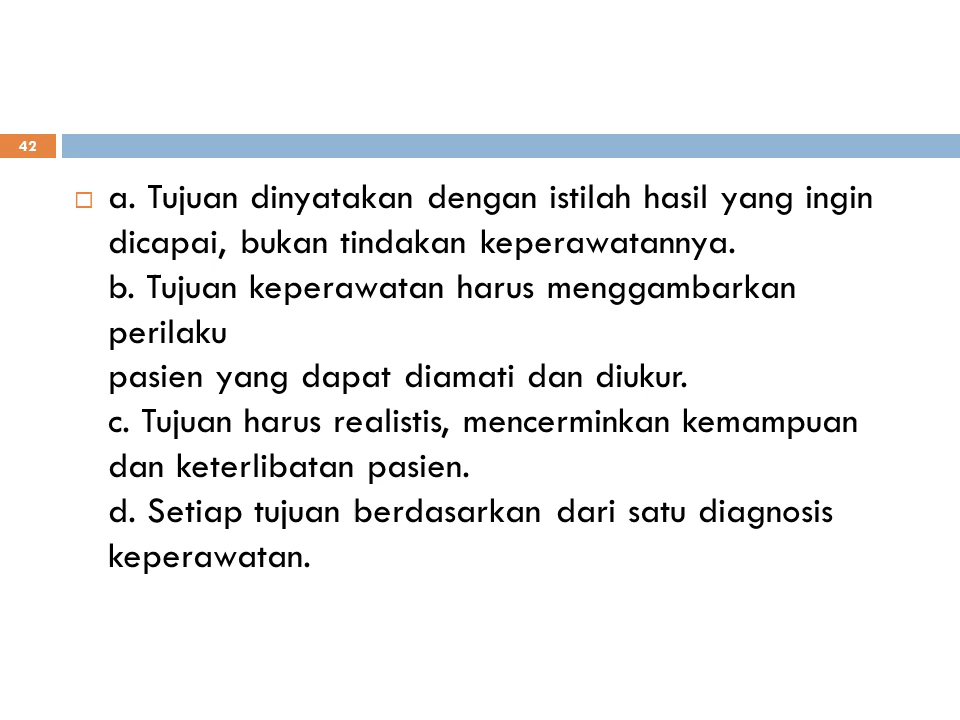 42
a. Tujuan dinyatakan dengan istilah hasil yang ingin
dicapai, bukan tindakan keperawatannya.
b. Tujuan keperawatan harus menggambarkan
perilaku
pasien yang dapat diamati dan diukur.
c. Tujuan harus realistis, mencerminkan kemampuan
dan keterlibatan pasien.
d. Setiap tujuan berdasarkan dari satu diagnosis
keperawatan.